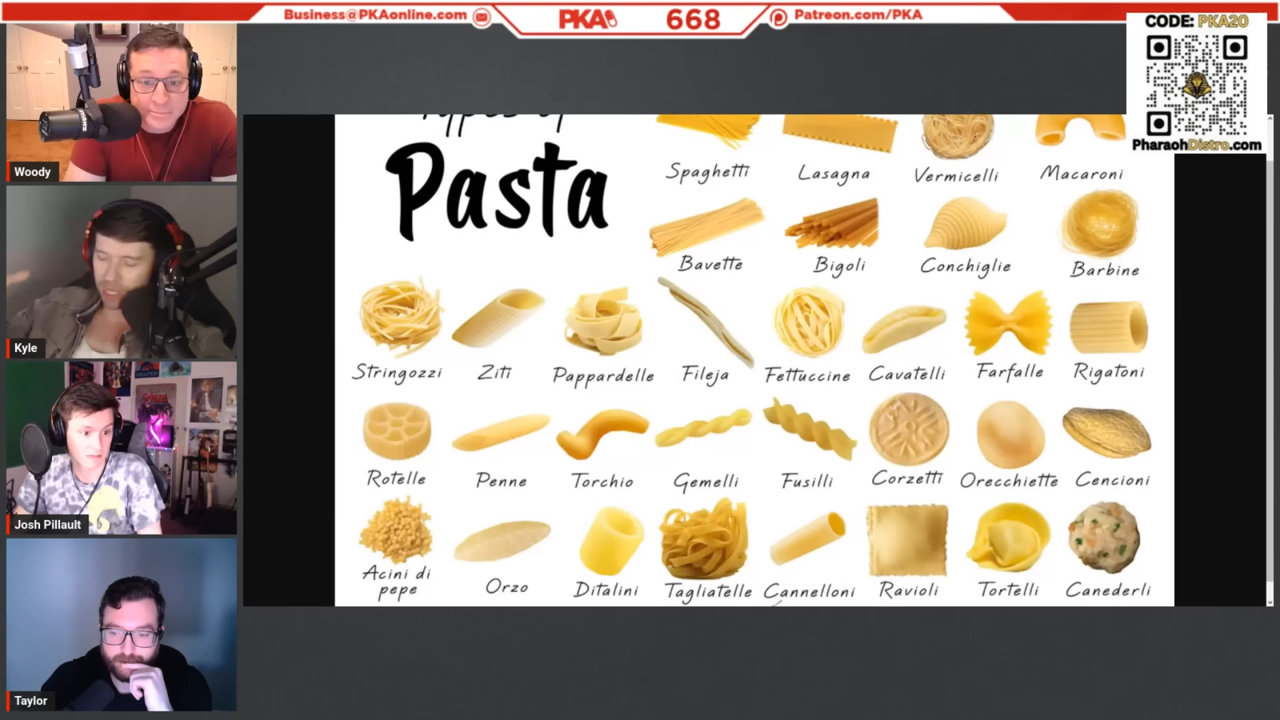 Business@PKAonline.com
PKA
668
Patreon.com/PKA
CODE: PKA20
PharaohDistro.com
Woody
Kyle
Josh Pillault
Taylor
Types of
Pasta
Spaghetti Lasagna Vermicelli Macaroni
Bavette Bigoli Conchiglie Barbine
Stringozzi Ziti Pappardelle Fileja Fettuccine Cavatelli Farfalle Rigatoni
Rotelle Penne Torchio Gemelli Fusilli Corzetti Orecchiette Cencioni
Acini di
pepe Orzo Ditalini Tagliatelle Cannelloni Ravioli Tortelli Canederli